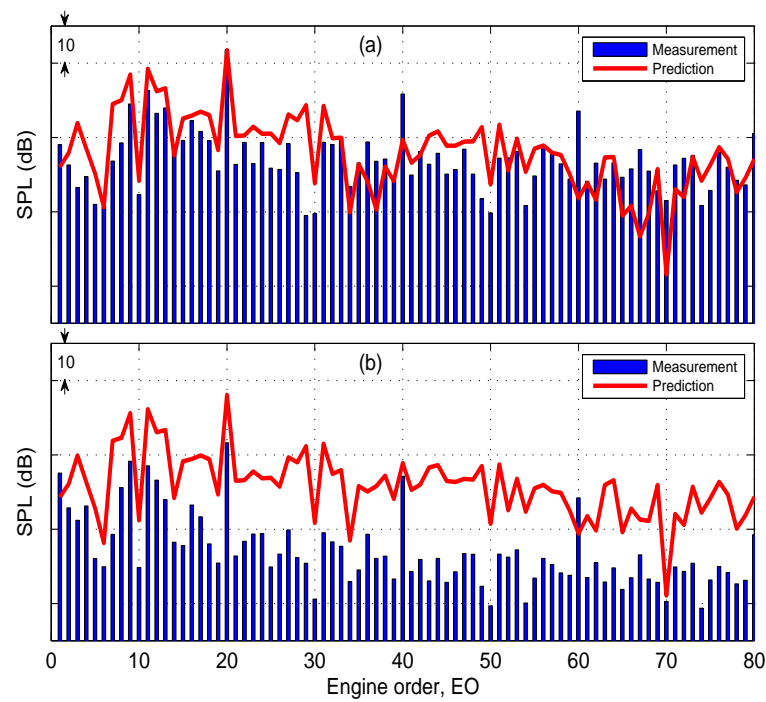 10
(a)
Measurement
Prediction
SPL (dB)
10
(b)
Measurement
Prediction
SPL (dB)
0 10 20 30 40 50 60 70 80
Engine order, EO